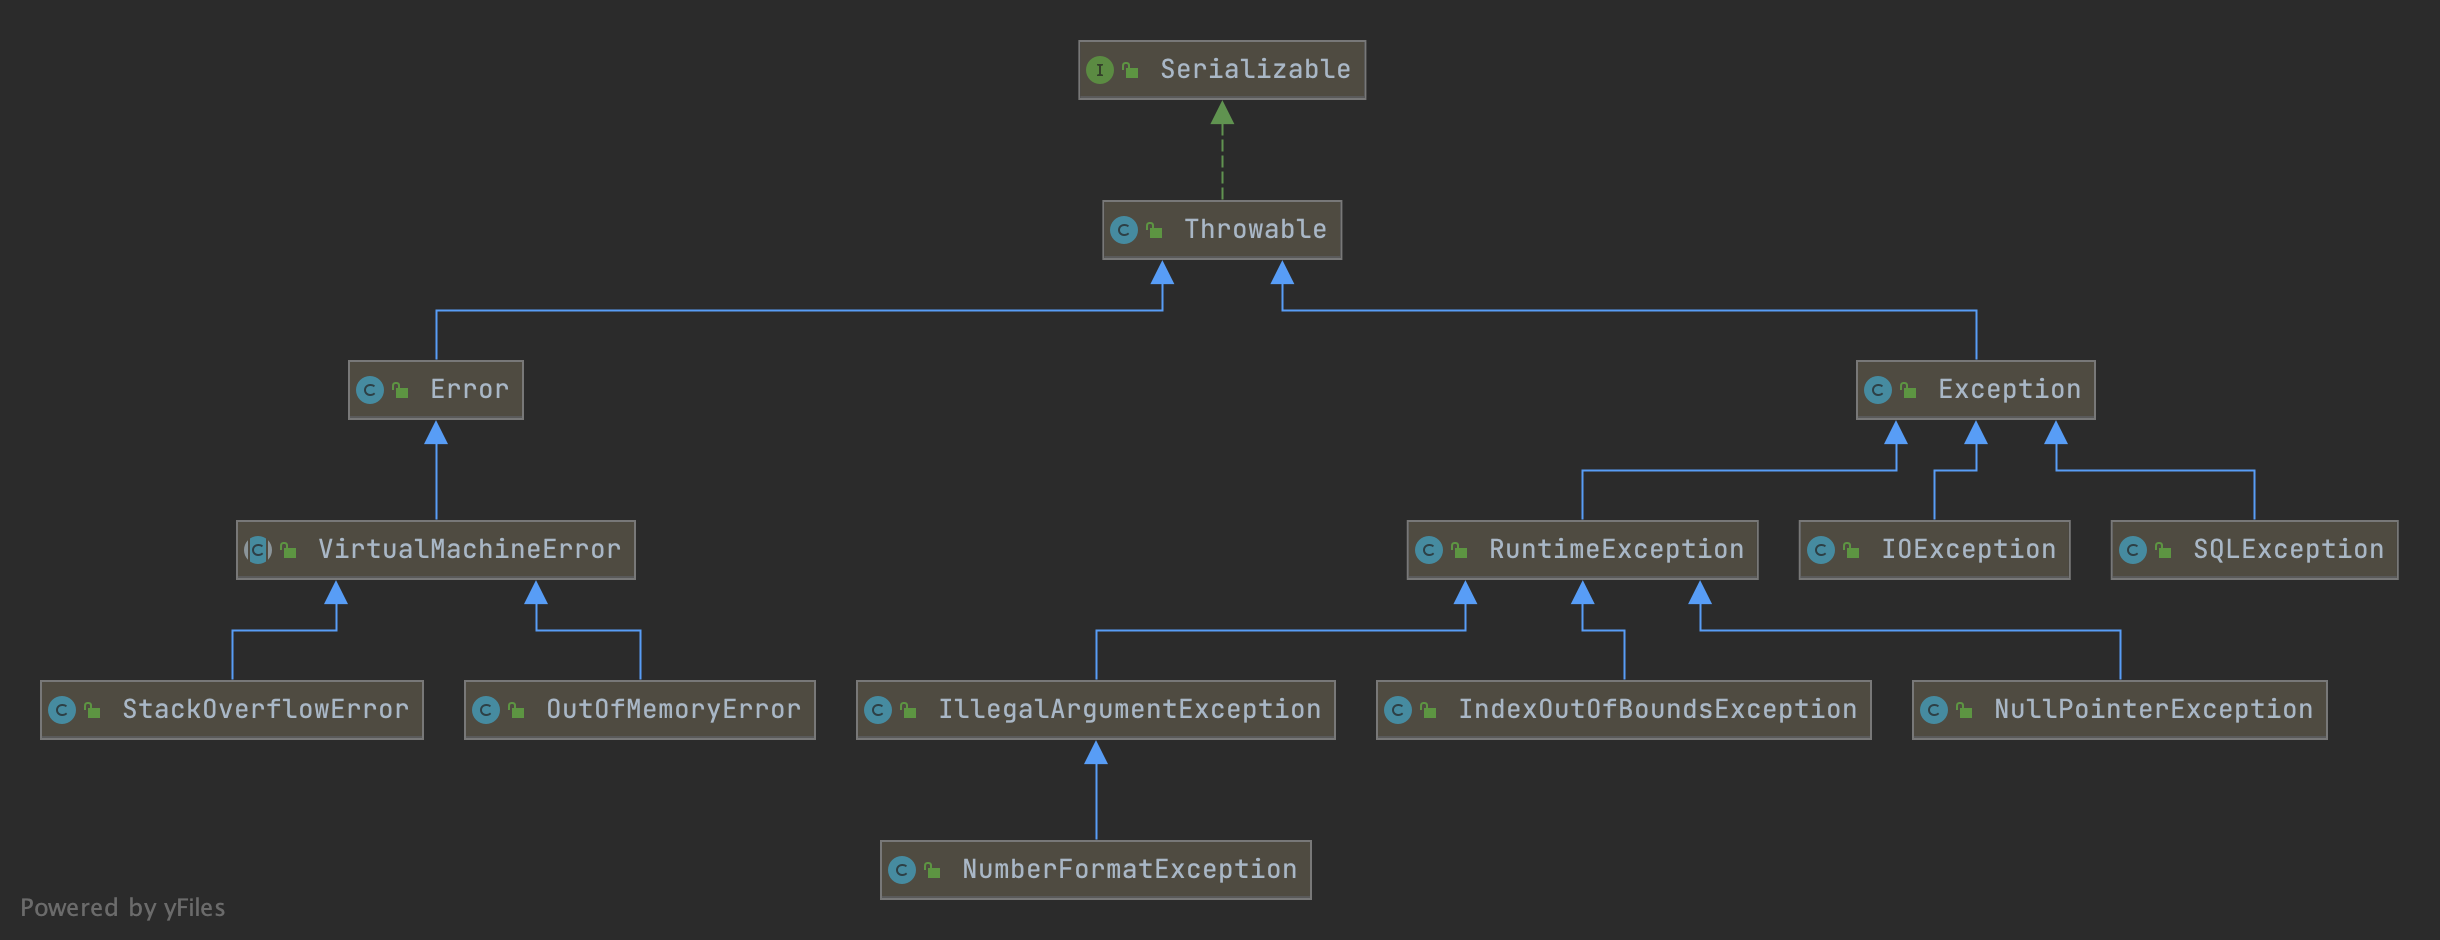 I Serializable
C Throwable
C Error
C Exception
C VirtualMachineError
C RuntimeException
C IOException
C SQLException
C StackOverflowError
C OutOfMemoryError
C IllegalArgumentException
C IndexOutOfBoundsException
C NullPointerException
C NumberFormatException
Powered by yFiles